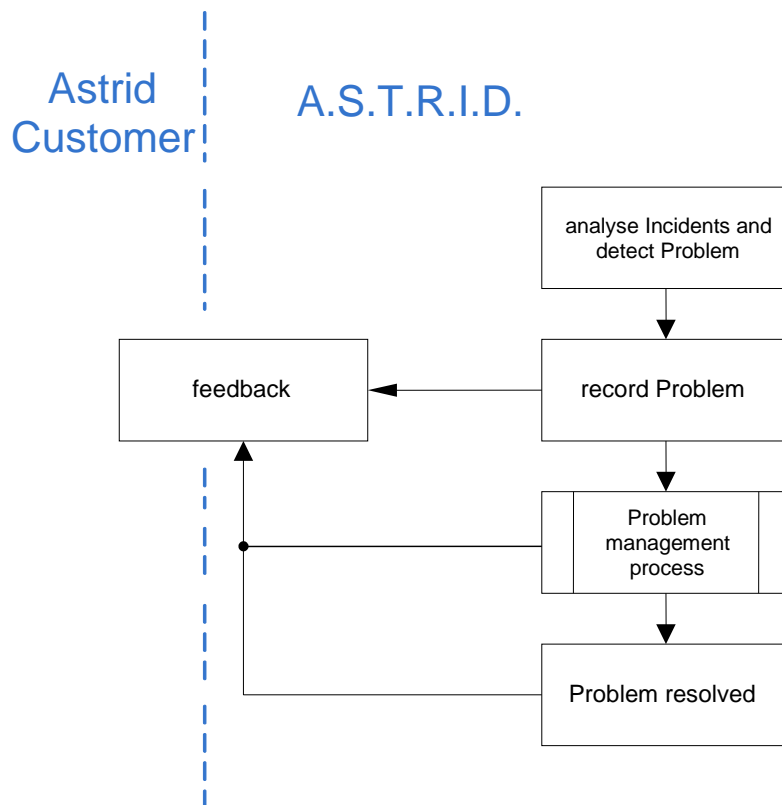 Astrid
Customer
A.S.T.R.I.D.
analyse Incidents and
detect Problem
feedback
record Problem
Problem
management
process
Problem resolved